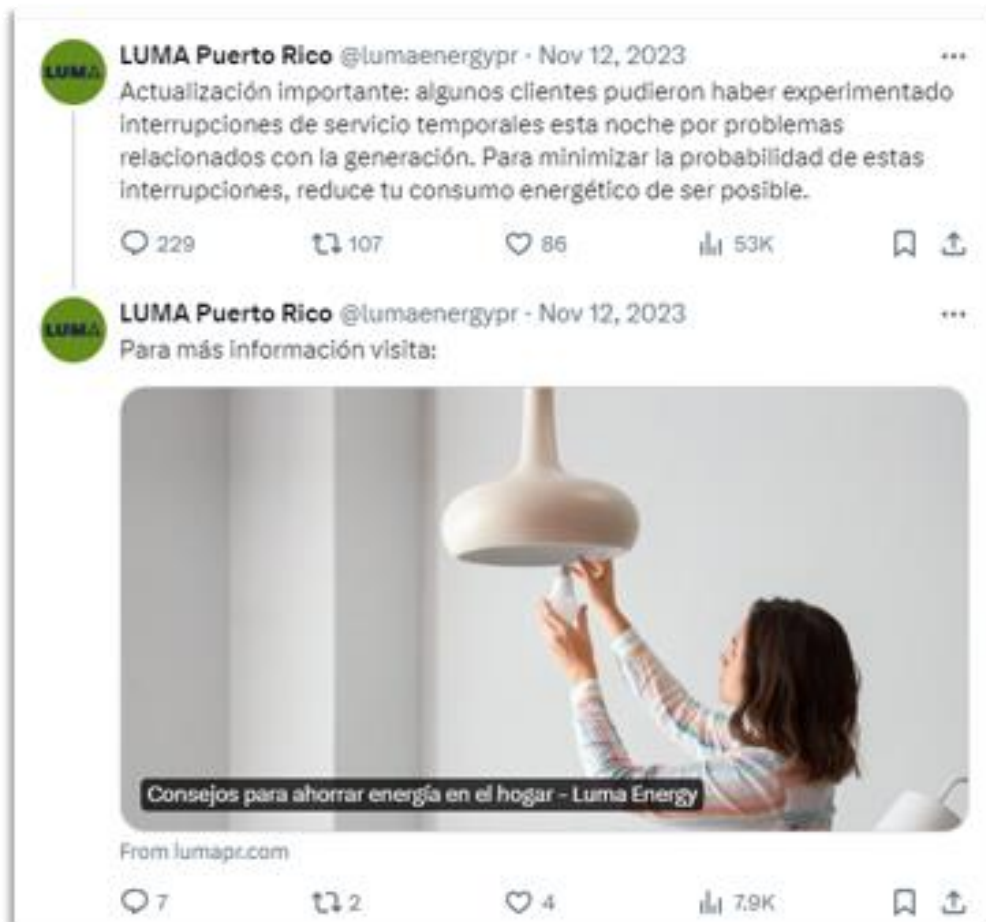 LUMA Puerto Rico @lumaenergypr · Nov 12, 2023
LUMA
Actualización importante: algunos clientes pudieron haber experimentado
interrupciones de servicio temporales esta noche por problemas
relacionados con la generación. Para minimizar la probabilidad de estas
interrupciones, reduce tu consumo energético de ser posible.
229 107 86 53K
LUMA Puerto Rico @lumaenergypr · Nov 12, 2023
LUMA
Para más información visita:
Consejos para ahorrar energía en el hogar – Luma Energy
From lumapr.com
7 2 4 7.9K